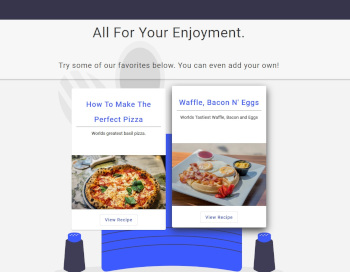 All For Your Enjoyment.
Try some of our favorites below. You can even add your own!
How To Make The
Perfect Pizza
Worlds greatest basil pizza.
View Recipe
Waffle, Bacon N' Eggs
Worlds Tastiest Waffle, Bacon and Eggs
View Recipe